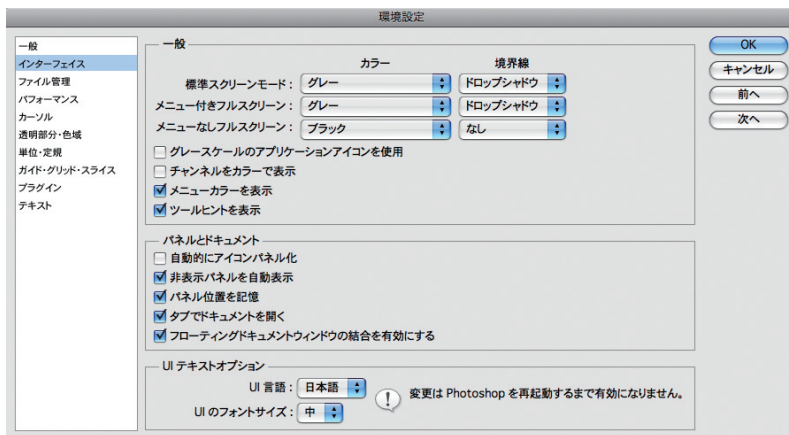 環境設定
一般
インターフェイス
ファイル管理
パフォーマンス
カーソル
透明部分・色域
単位・定規
ガイド・グリッド・スライス
プラグイン
テキスト
一般
カラー 境界線
標準スクリーンモード： グレー ドロップシャドウ
メニュー付きフルスクリーン： グレー ドロップシャドウ
メニューなしフルスクリーン： ブラック なし
グレースケールのアプリケーションアイコンを使用
チャンネルをカラーで表示
メニューカラーを表示
ツールヒントを表示
パネルとドキュメント
自動的にアイコンパネル化
非表示パネルを自動表示
パネル位置を記憶
タブでドキュメントを開く
フローティングドキュメントウィンドウの結合を有効にする
UI テキストオプション
UI 言語： 日本語
変更は Photoshop を再起動するまで有効になりません。
UI のフォントサイズ： 中
OK
キャンセル
前へ
次へ